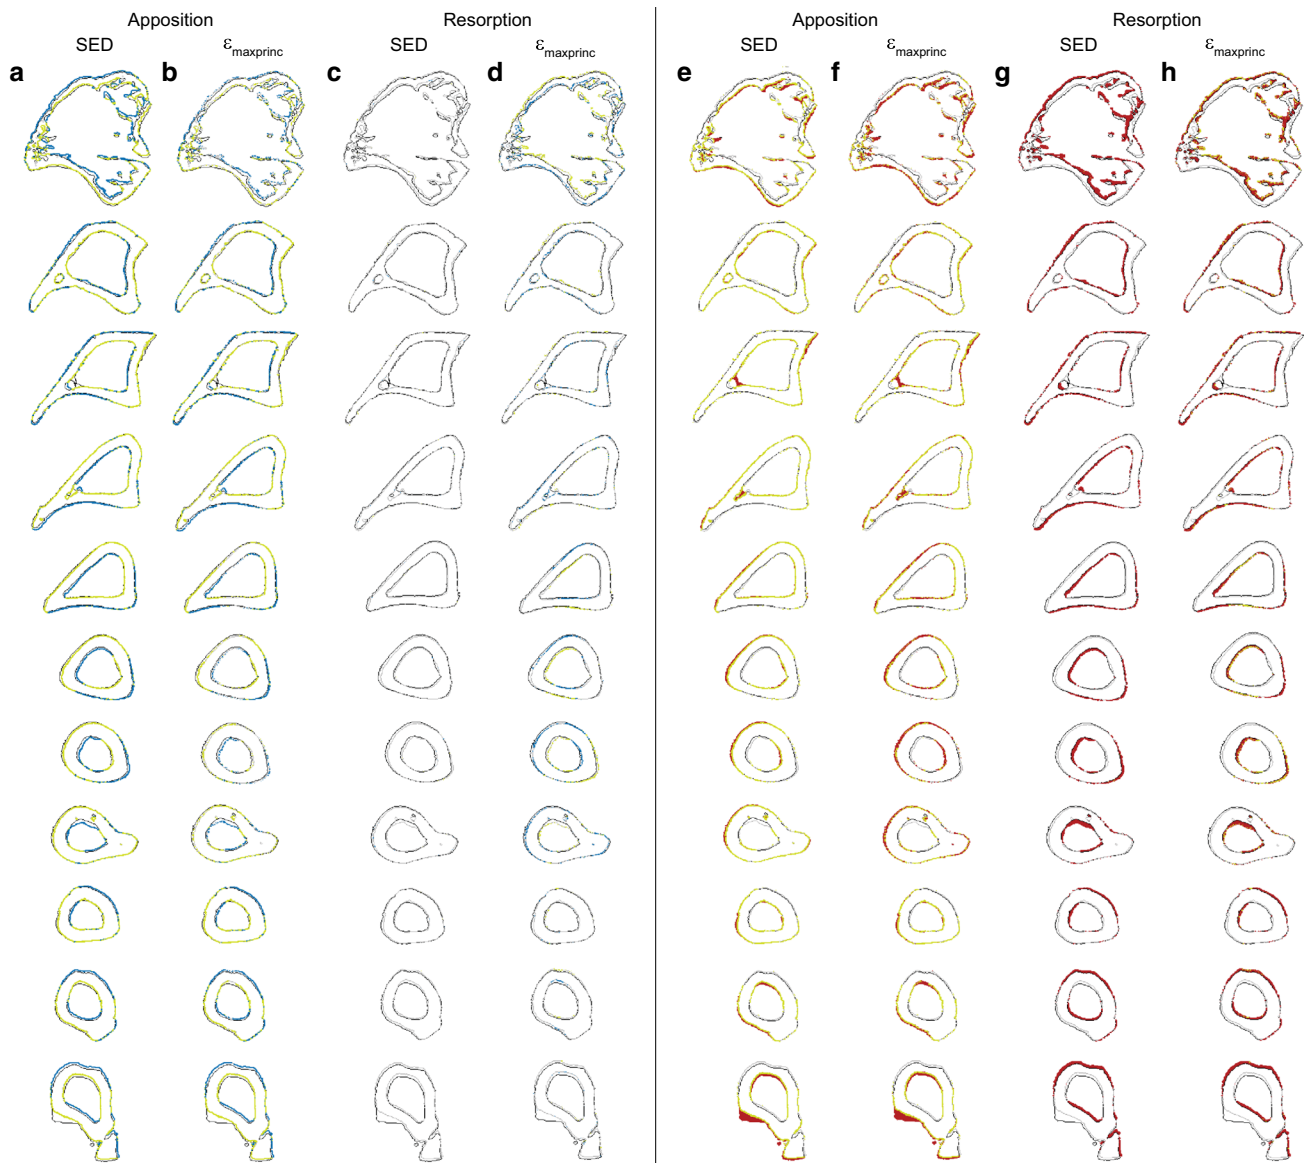 Apposition Resorption Apposition Resorption
SED εmaxprinc SED εmaxprinc SED εmaxprinc SED εmaxprinc
a b c d e f g h